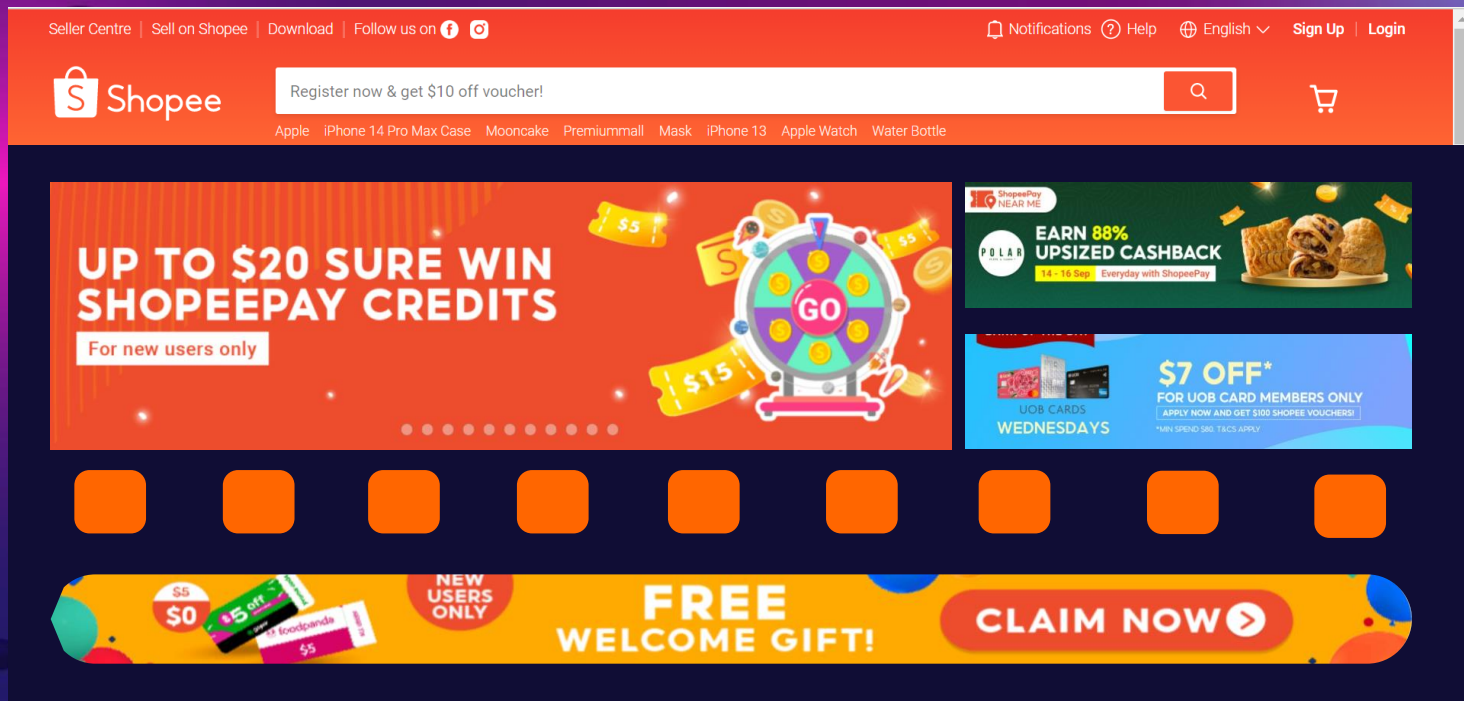 Seller Centre | Sell on Shopee | Download | Follow us on
Notifications Help English Sign Up | Login
Shopee
Register now & get $10 off voucher!
Apple iPhone 14 Pro Max Case Mooncake Premiummall Mask iPhone 13 Apple Watch Water Bottle
UP TO $20 SURE WIN
SHOPEEPAY CREDITS
For new users only
$5
$5
GO
$15
ShopeePay
NEAR ME
POLAR
EARN 88%
UPSIZED CASHBACK
14 - 16 Sep Everyday with ShopeePay
UOB CARDS
WEDNESDAYS
$7 OFF*
FOR UOB CARD MEMBERS ONLY
APPLY NOW AND GET $100 SHOPEE VOUCHERS!
*MIN SPEND $80. T&CS APPLY
$5
$0
$5 off
foodpanda
$5
NEW
USERS
ONLY
FREE
WELCOME GIFT!
CLAIM NOW